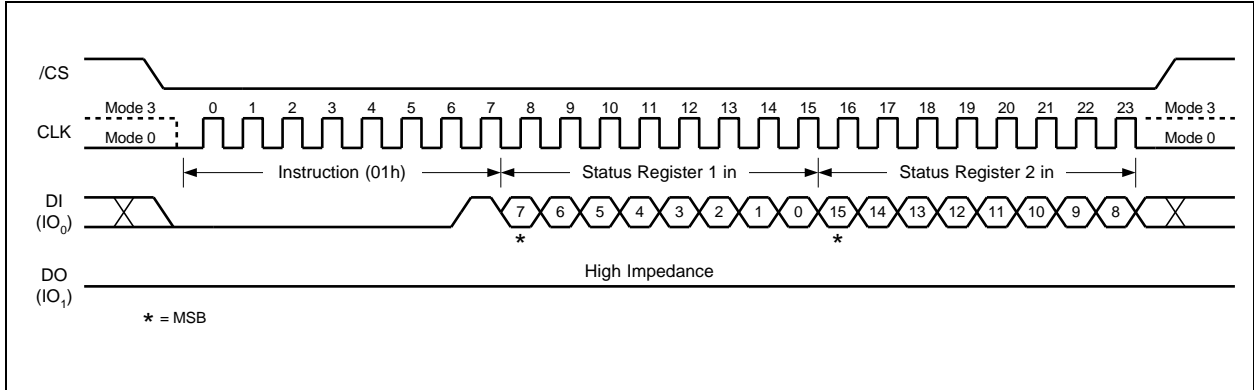 /CS
Mode 3 0 1 2 3 4 5 6 7 8 9 10 11 12 13 14 15 16 17 18 19 20 21 22 23 Mode 3
CLK Mode 0 Mode 0
Instruction (01h) Status Register 1 in Status Register 2 in
DI
(IO0)
7 6 5 4 3 2 1 0 15 14 13 12 11 10 9 8
* *
DO
(IO1)
High Impedance
* = MSB